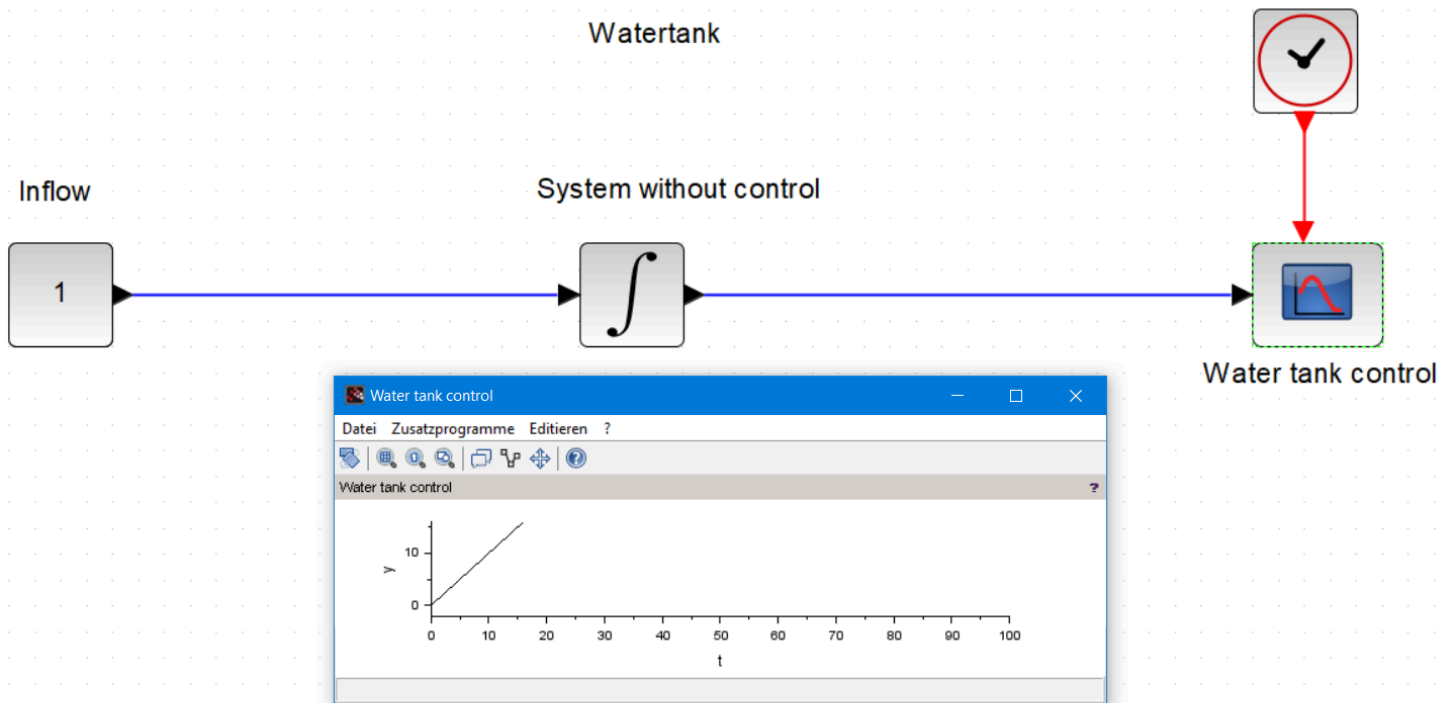 Watertank
Inflow
System without control
1
Water tank control
Water tank control
Datei Zusatzprogramme Editieren ?
Water tank control ?
10
y
0
0 10 20 30 40 50 60 70 80 90 100
t